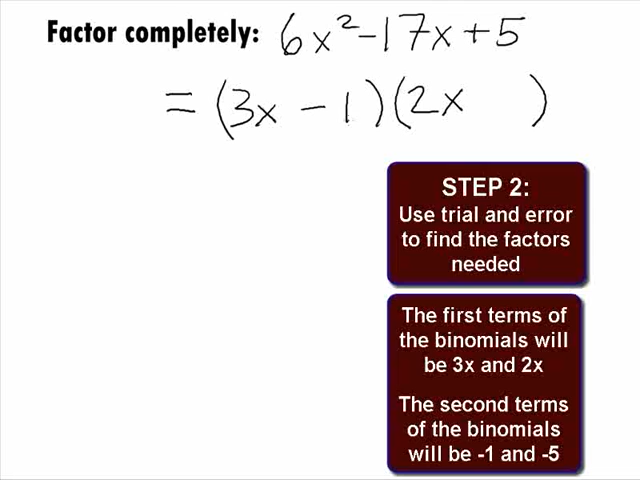 Factor completely: 6x² - 17x + 5
= (3x - 1)(2x )
STEP 2:
Use trial and error
to find the factors
needed
The first terms of
the binomials will
be 3x and 2x
The second terms
of the binomials
will be -1 and -5